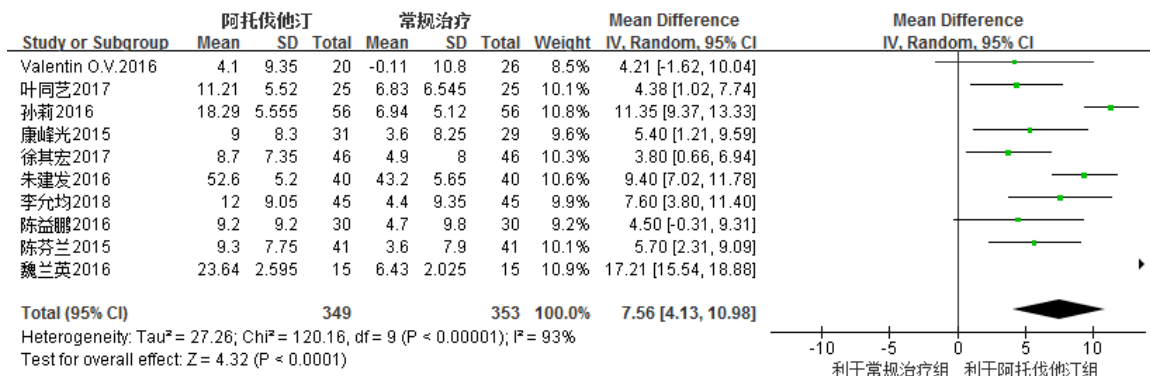 阿托伐他汀 常规治疗 Mean Difference Mean Difference
Study or Subgroup Mean SD Total Mean SD Total Weight IV, Random, 95% CI IV, Random, 95% CI
Valentin O.V.2016 4.1 9.35 20 -0.11 10.8 26 8.5% 4.21 [-1.62, 10.04]
叶同艺2017 11.21 5.52 25 6.83 6.545 25 10.1% 4.38 [1.02, 7.74]
孙莉2016 18.29 5.555 56 6.94 5.12 56 10.8% 11.35 [9.37, 13.33]
康峰光2015 9 8.3 31 3.6 8.25 29 9.6% 5.40 [1.21, 9.59]
徐其宏2017 8.7 7.35 46 4.9 8 46 10.3% 3.80 [0.66, 6.94]
朱建发2016 52.6 5.2 40 43.2 5.65 40 10.6% 9.40 [7.02, 11.78]
李允均2018 12 9.05 45 4.4 9.35 45 9.9% 7.60 [3.80, 11.40]
陈益鹏2016 9.2 9.2 30 4.7 9.8 30 9.2% 4.50 [-0.31, 9.31]
陈芬兰2015 9.3 7.75 41 3.6 7.9 41 10.1% 5.70 [2.31, 9.09]
魏兰英2016 23.64 2.595 15 6.43 2.025 15 10.9% 17.21 [15.54, 18.88]
Total (95% CI) 349 353 100.0% 7.56 [4.13, 10.98]
Heterogeneity: Tau² = 27.26; Chi² = 120.16, df = 9 (P < 0.00001); I² = 93%
Test for overall effect: Z = 4.32 (P < 0.0001)
-10 -5 0 5 10
利于常规治疗组 利于阿托伐他汀组